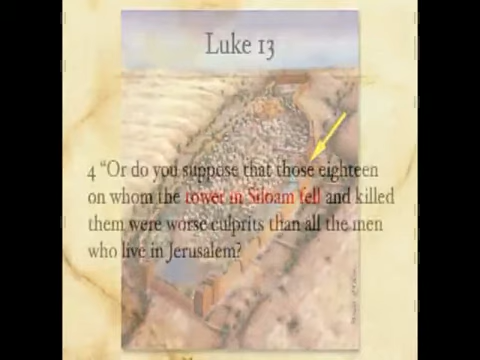 Luke 13
4 “Or do you suppose that those eighteen
on whom the tower in Siloam fell and killed
them were worse culprits than all the men
who live in Jerusalem?